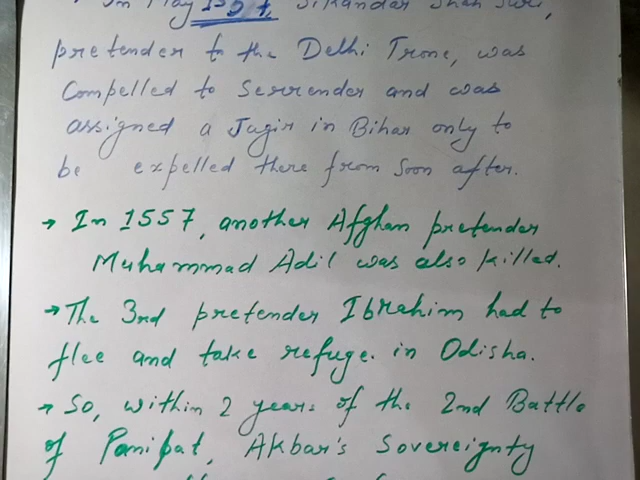 In May 1557, Sikandar Shah Suri,
pretender to the Delhi Trone, was
Compelled to Serrender and was
assigned a Jagir in Bihar only to
be expelled there from Soon after.
→ In 1557, another Afghan pretender
Muhammad Adil was also killed.
→ The 3rd pretender Ibrahim had to
flee and take refuge. in Odisha.
→ So, within 2 years of the 2nd Battle
of Panipat, Akbar's Sovereignty